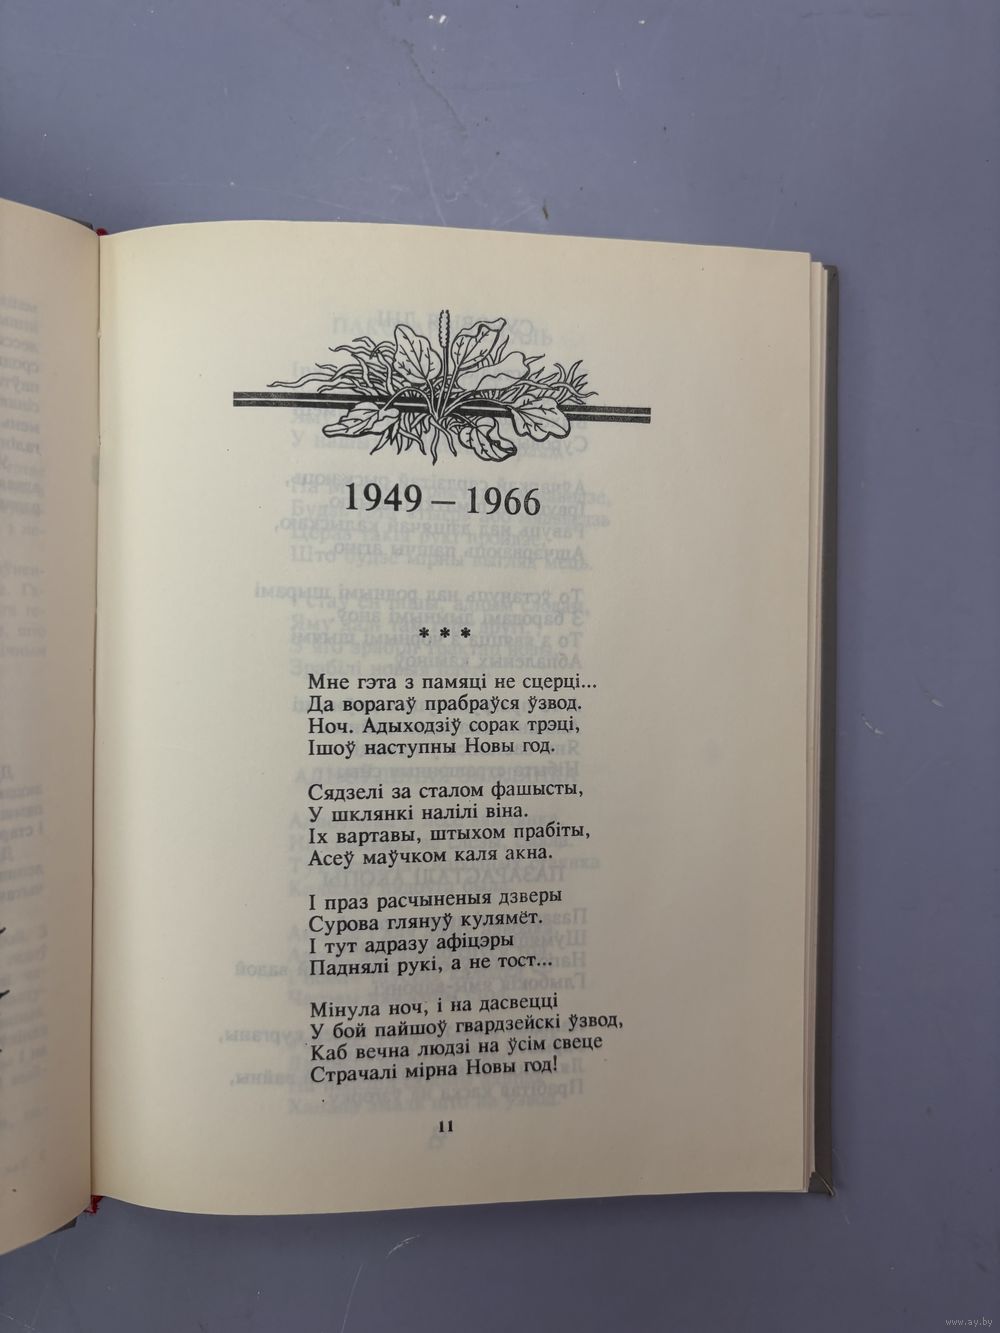 1949 — 1966
* * *
Мне гэта з памяці не сцерці...
Да ворагаў прабраўся ўзвод.
Ноч. Адыходзіў сорак трэці,
Ішоў наступны Новы год.
Сядзелі за сталом фашысты,
У шклянкі налілі віна.
Іх вартавы, штыхом прабіты,
Асеў маўчком каля акна.
І праз расчыненыя дзверы
Сурова глянуў кулямёт.
І тут адразу афіцэры
Паднялі рукі, а не тост...
Мінула ноч, і на дасвецці
У бой пайшоў гвардзейскі ўзвод,
Каб вечна людзі на ўсім свеце
Страчалі мірна Новы год!
11
www.ay.by